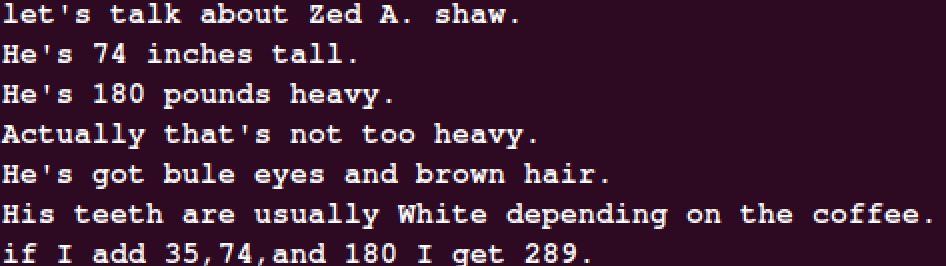 let's talk about Zed A. shaw.
He's 74 inches tall.
He's 180 pounds heavy.
Actually that's not too heavy.
He's got bule eyes and brown hair.
His teeth are usually White depending on the coffee.
if I add 35,74,and 180 I get 289.